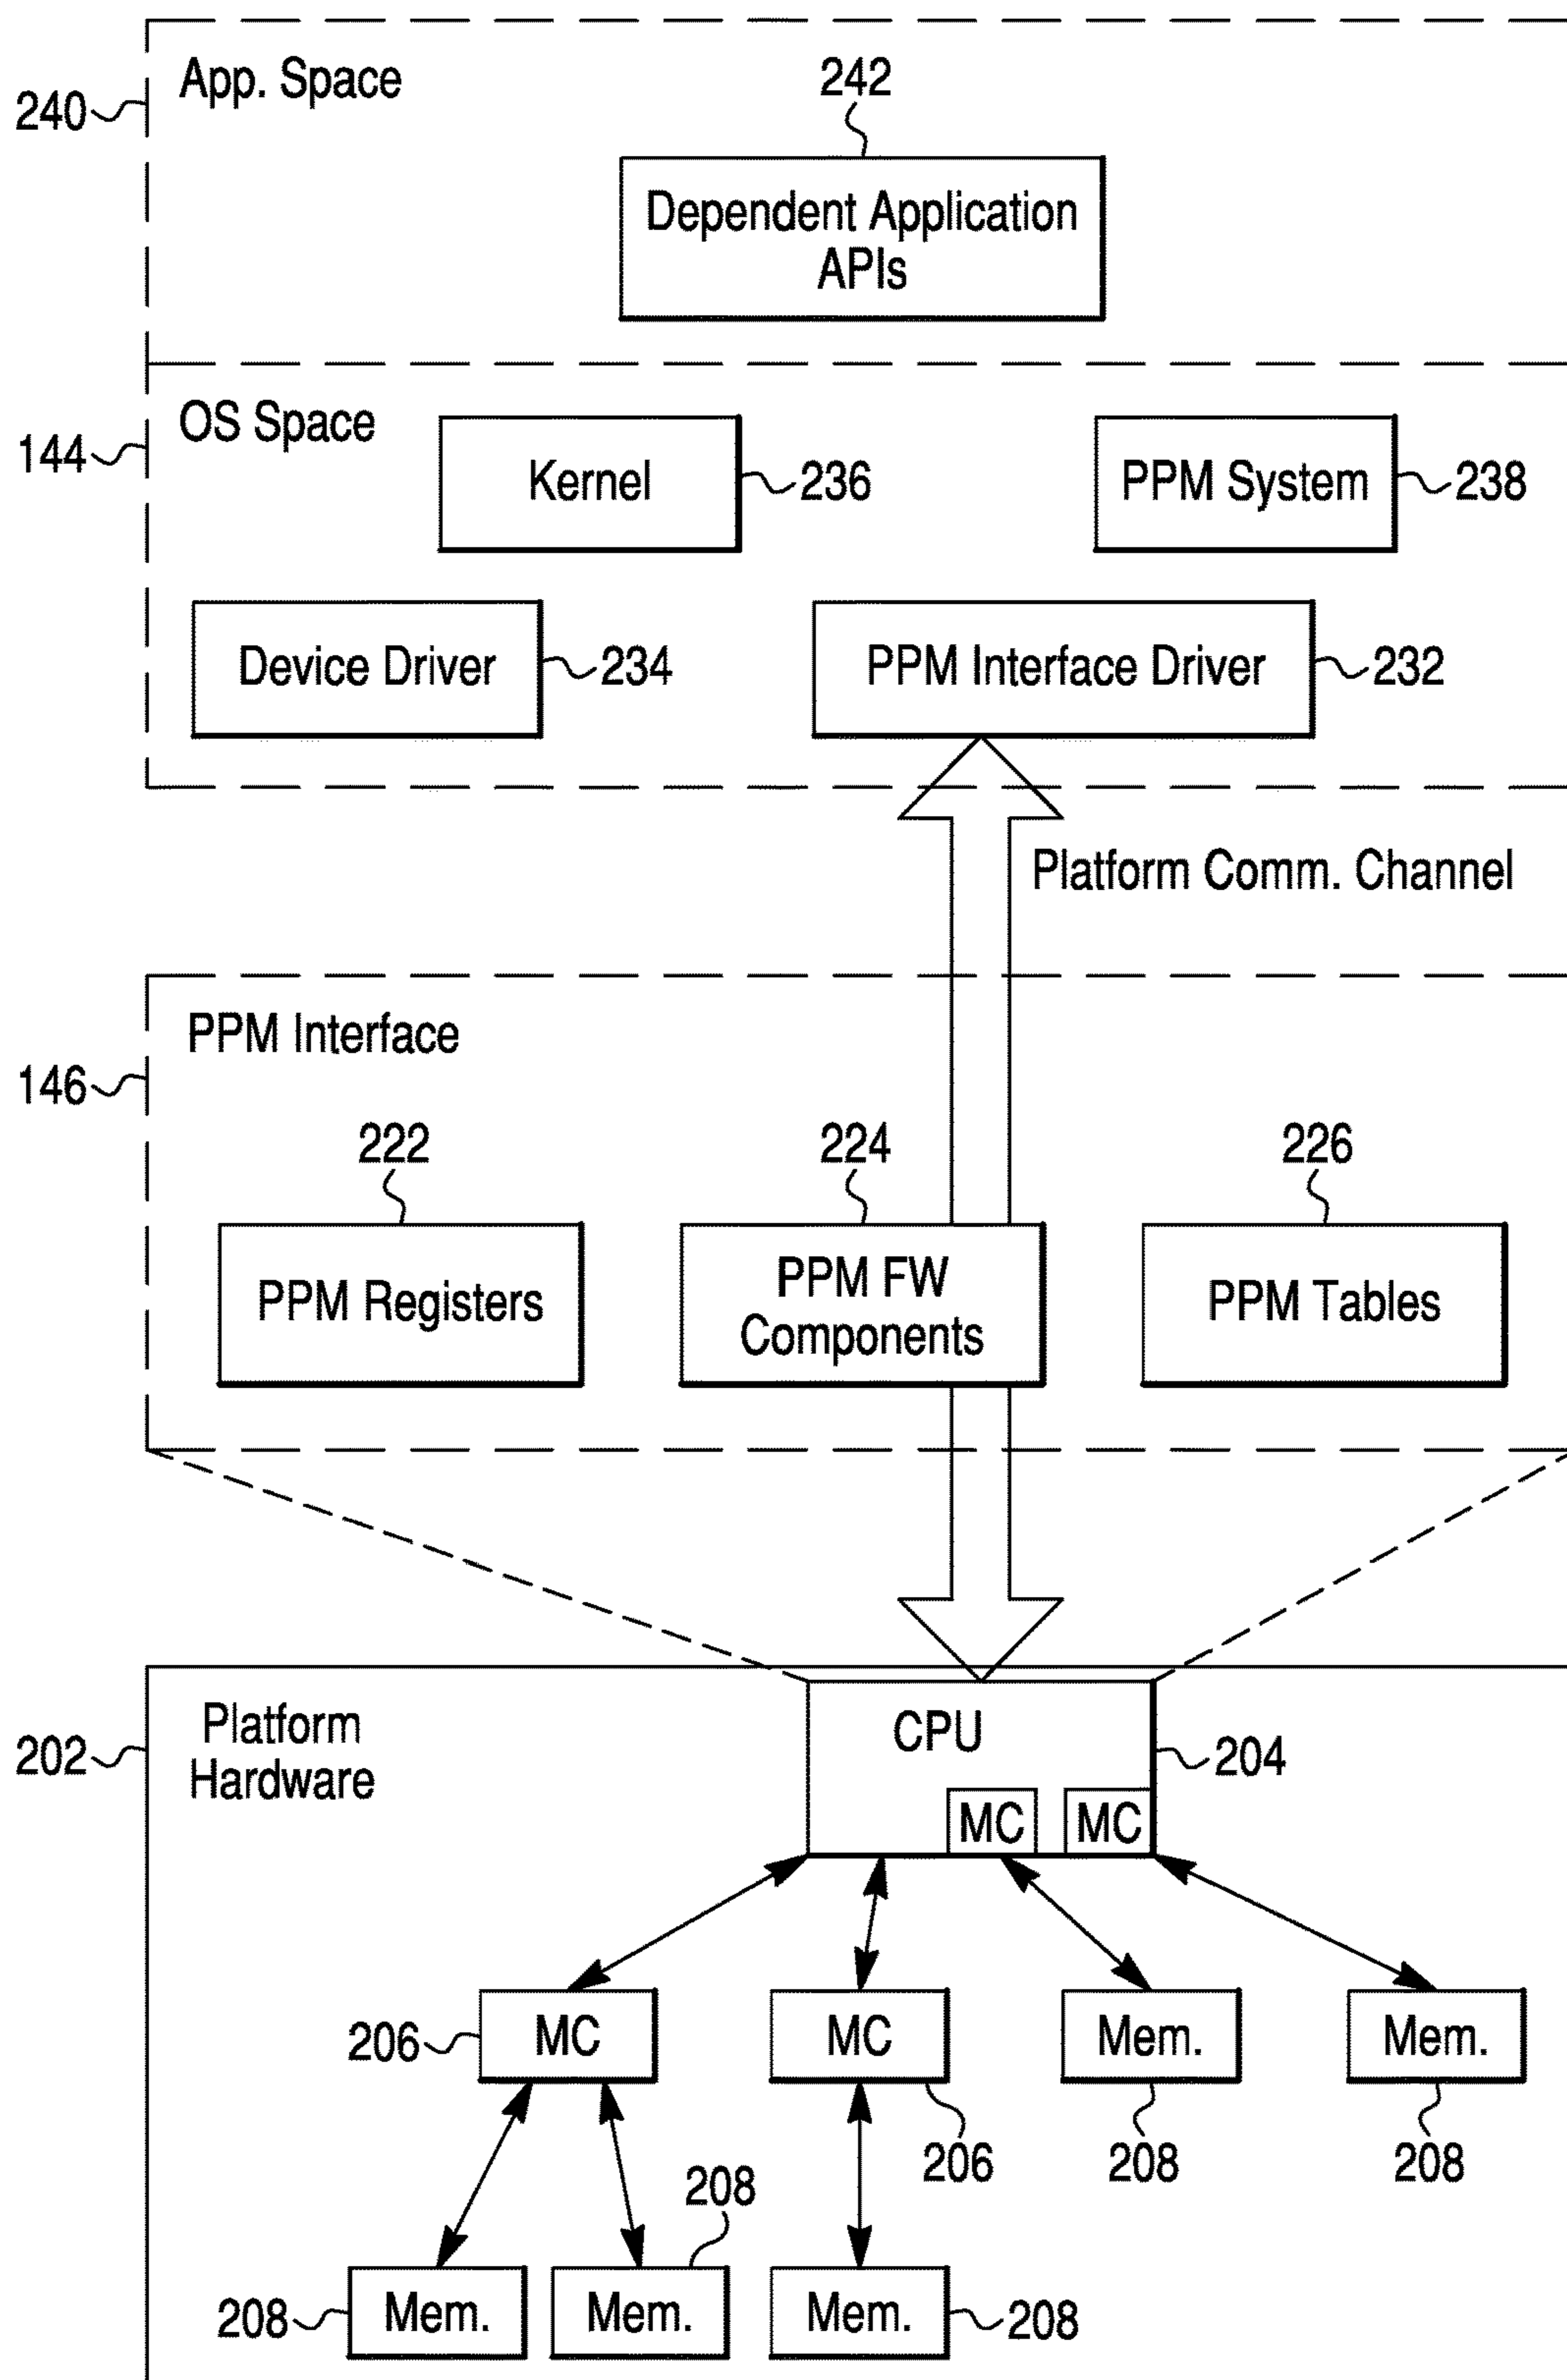 App. Space
240
242
Dependent Application
APIs
OS Space
144
Kernel
236
PPM System
238
Device Driver
234
PPM Interface Driver
232
Platform Comm. Channel
PPM Interface
146
222
224
226
PPM Registers
PPM FW
Components
PPM Tables
Platform
Hardware
202
CPU
204
MC
MC
206
MC
MC
Mem.
Mem.
206
208
208
208
208
Mem.
Mem.
Mem.
208